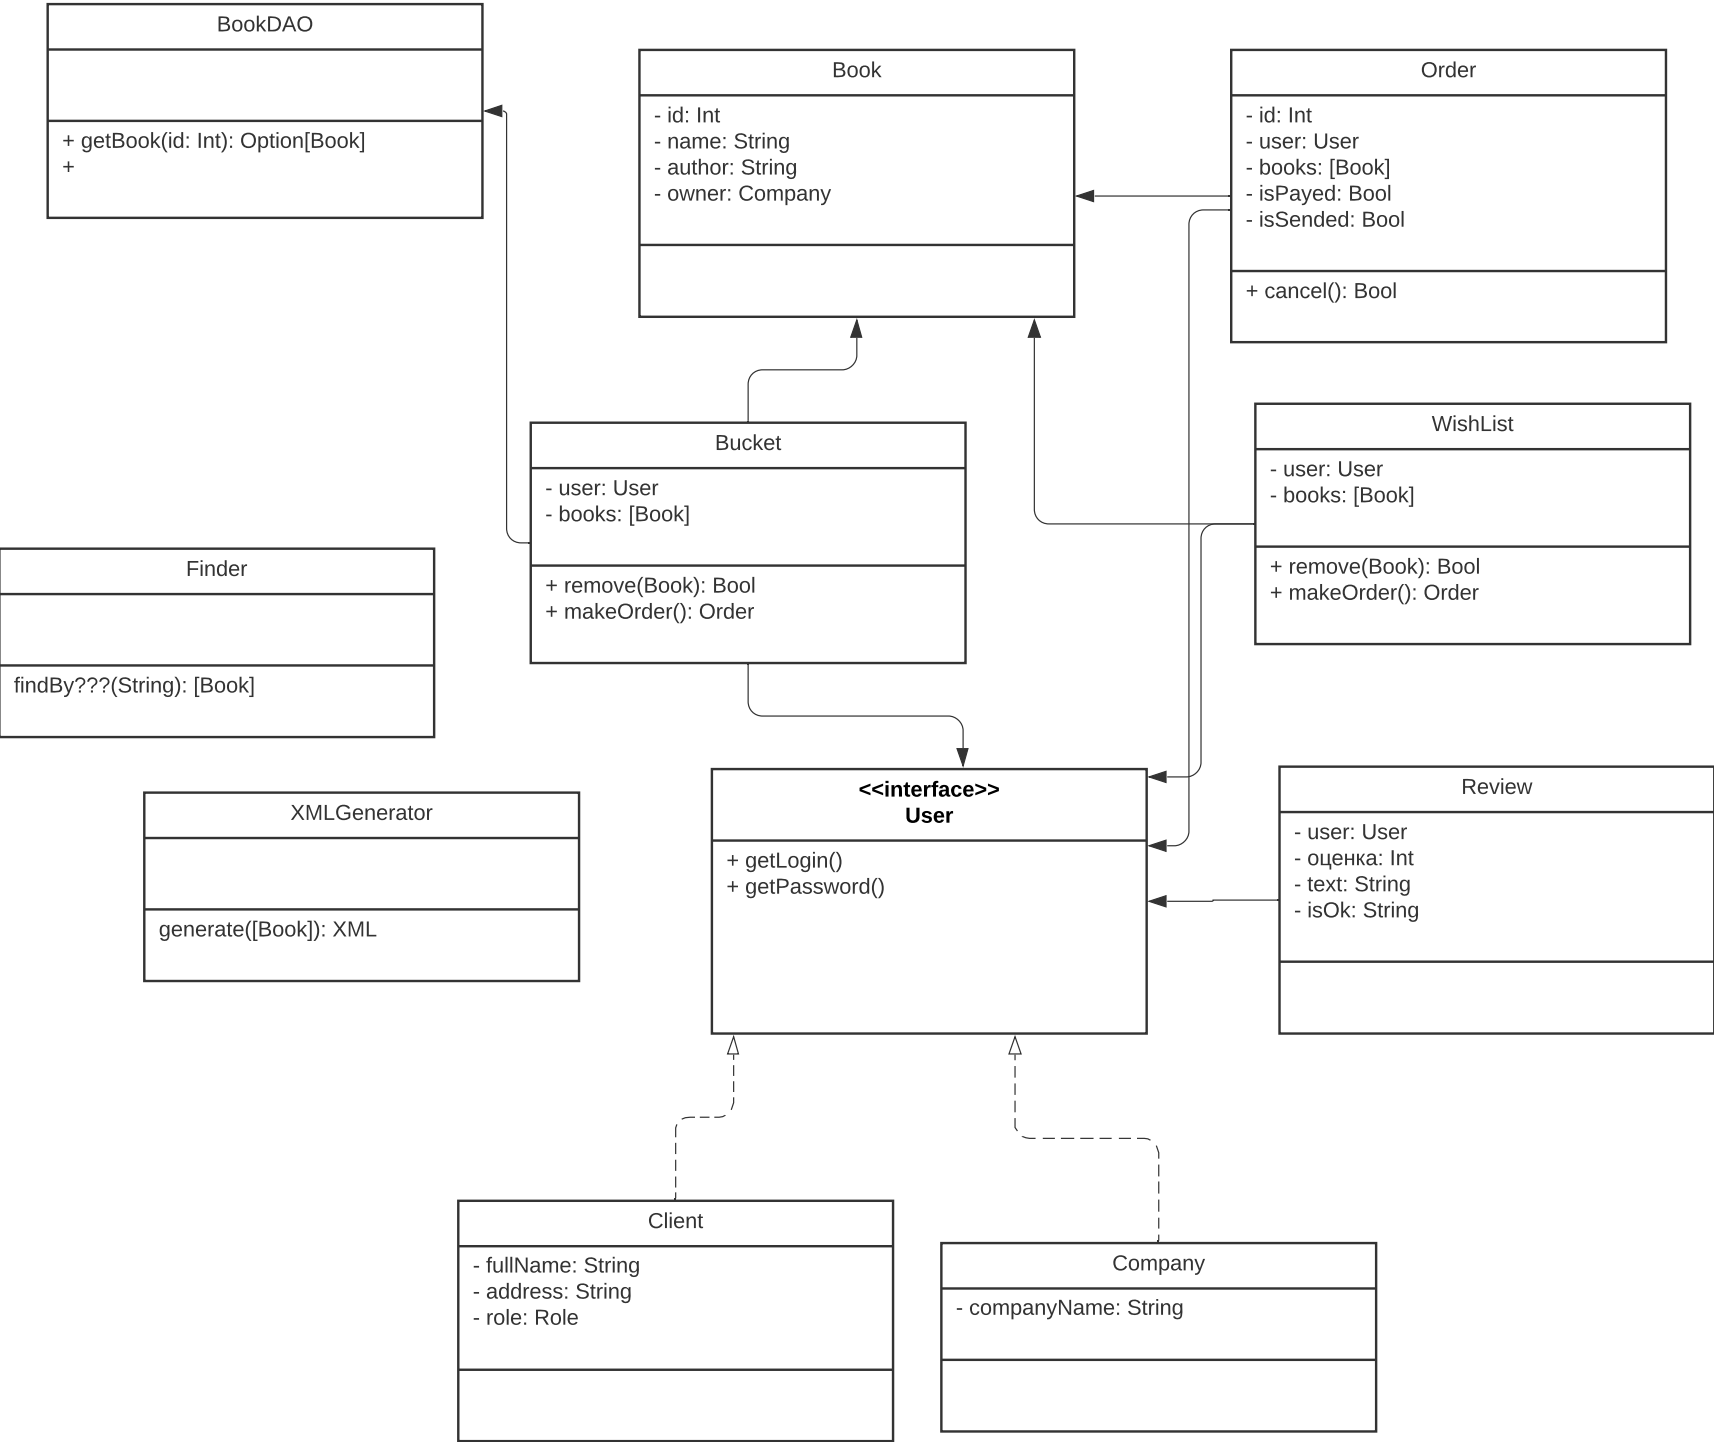 BookDAO
+ getBook(id: Int): Option[Book]
+
Book
- id: Int
- name: String
- author: String
- owner: Company
Order
- id: Int
- user: User
- books: [Book]
- isPayed: Bool
- isSended: Bool
+ cancel(): Bool
Bucket
- user: User
- books: [Book]
+ remove(Book): Bool
+ makeOrder(): Order
WishList
- user: User
- books: [Book]
+ remove(Book): Bool
+ makeOrder(): Order
Finder
findBy???(String): [Book]
XMLGenerator
generate([Book]): XML
<<interface>>
User
+ getLogin()
+ getPassword()
Review
- user: User
- оценка: Int
- text: String
- isOk: String
Client
- fullName: String
- address: String
- role: Role
Company
- companyName: String